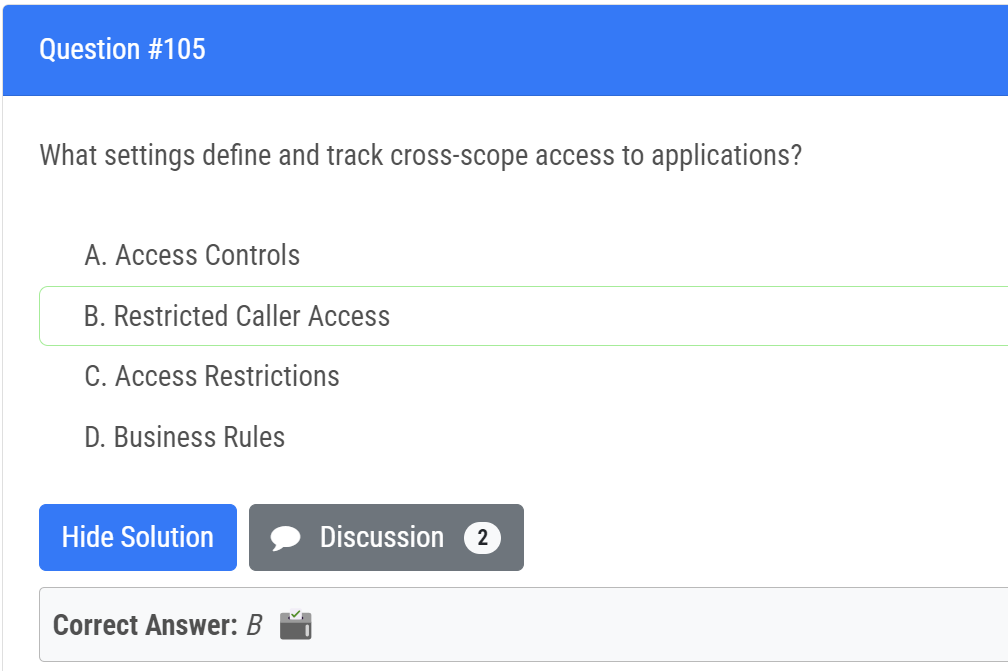 Question #105
What settings define and track cross-scope access to applications?
A. Access Controls
B. Restricted Caller Access
C. Access Restrictions
D. Business Rules
Hide Solution Discussion 2
Correct Answer: B